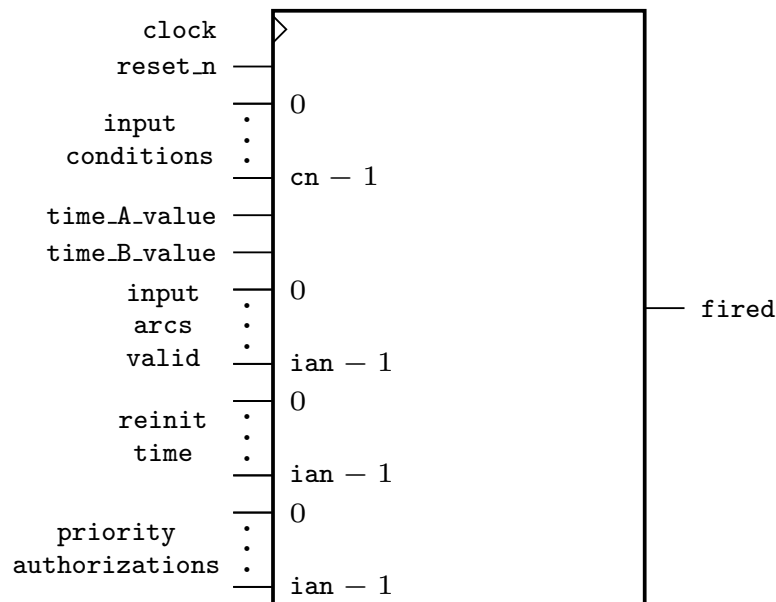 clock
reset_n
0
input
conditions
cn − 1
time_A_value
time_B_value
0
input
arcs
valid
ian − 1
fired
0
reinit
time
ian − 1
0
priority
authorizations
ian − 1